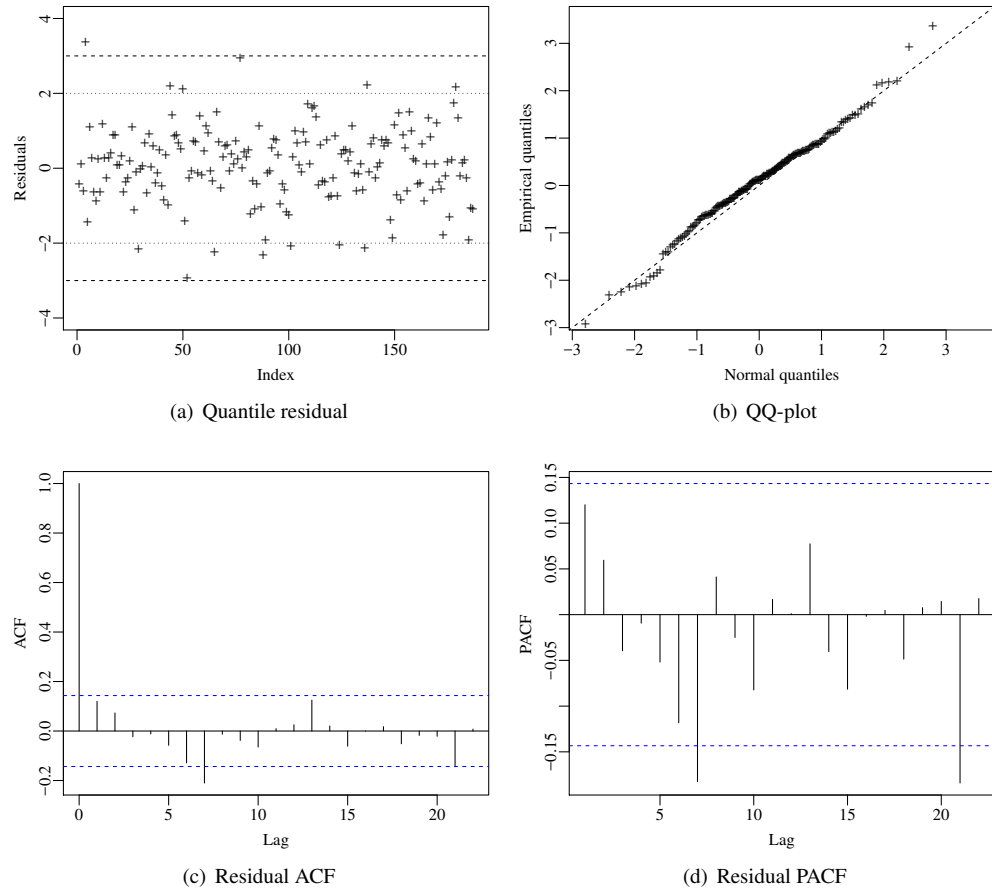 4
2
0
−2
−4
Residuals
0 50 100 150
Index
(a) Quantile residual
3
2
1
0
−1
−2
−3
Empirical quantiles
−3 −2 −1 0 1 2 3
Normal quantiles
(b) QQ-plot
1.0
0.8
0.6
0.4
0.2
0.0
−0.2
ACF
0 5 10 15 20
Lag
(c) Residual ACF
0.15
0.10
0.05
−0.05
−0.15
PACF
5 10 15 20
Lag
(d) Residual PACF